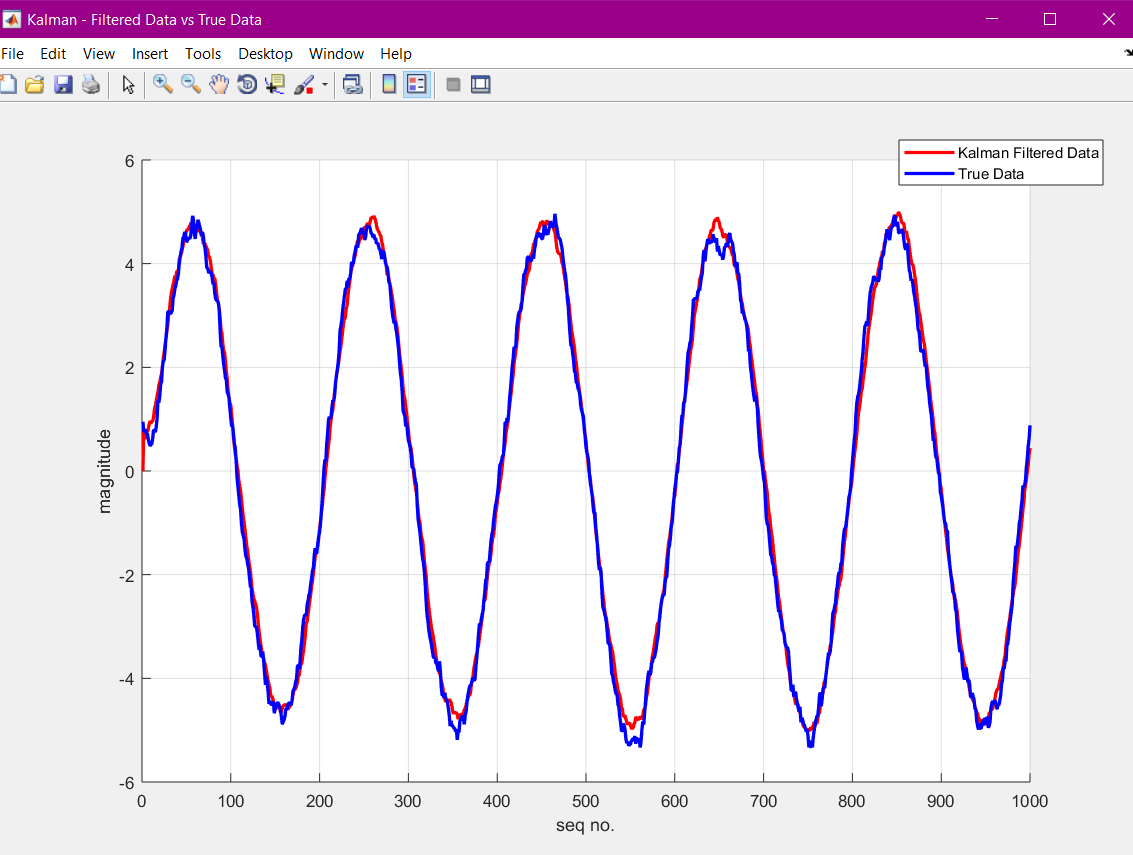 Kalman - Filtered Data vs True Data
File Edit View Insert Tools Desktop Window Help
Kalman Filtered Data
True Data
6
4
2
0
-2
-4
-6
magnitude
0 100 200 300 400 500 600 700 800 900 1000
seq no.